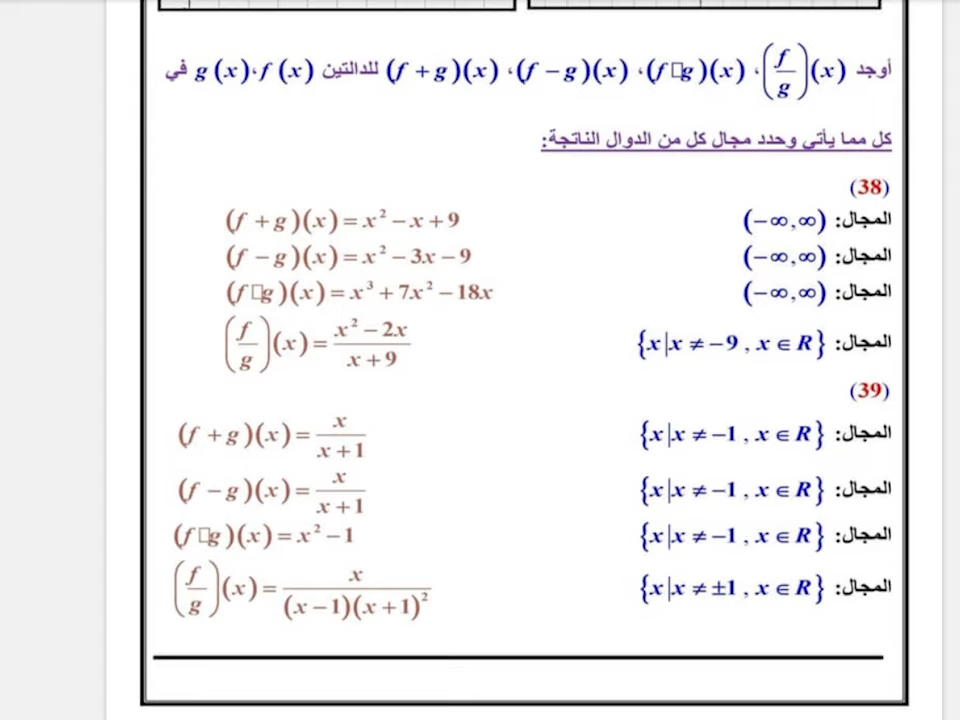 أوجد (f/g)(x) ، (f□g)(x) ، (f − g)(x) ، (f + g)(x) للدالتين f(x)، g(x) في
كل مما يأتي وحدد مجال كل من الدوال الناتجة:
(38)
المجال: (−∞,∞) (f + g)(x) = x² − x + 9
المجال: (−∞,∞) (f − g)(x) = x² − 3x − 9
المجال: (−∞,∞) (f□g)(x) = x³ + 7x² − 18x
المجال: {x|x ≠ −9 , x ∈ R} (f/g)(x) = (x² − 2x)/(x + 9)
(39)
المجال: {x|x ≠ −1 , x ∈ R} (f + g)(x) = x/(x + 1)
المجال: {x|x ≠ −1 , x ∈ R} (f − g)(x) = x/(x + 1)
المجال: {x|x ≠ −1 , x ∈ R} (f□g)(x) = x² − 1
المجال: {x|x ≠ ±1 , x ∈ R} (f/g)(x) = x/((x − 1)(x + 1)²)